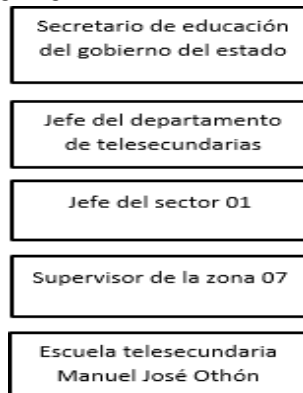 Secretario de educación
del gobierno del estado
Jefe del departamento
de telesecundarias
Jefe del sector 01
Supervisor de la zona 07
Escuela telesecundaria
Manuel José Othón